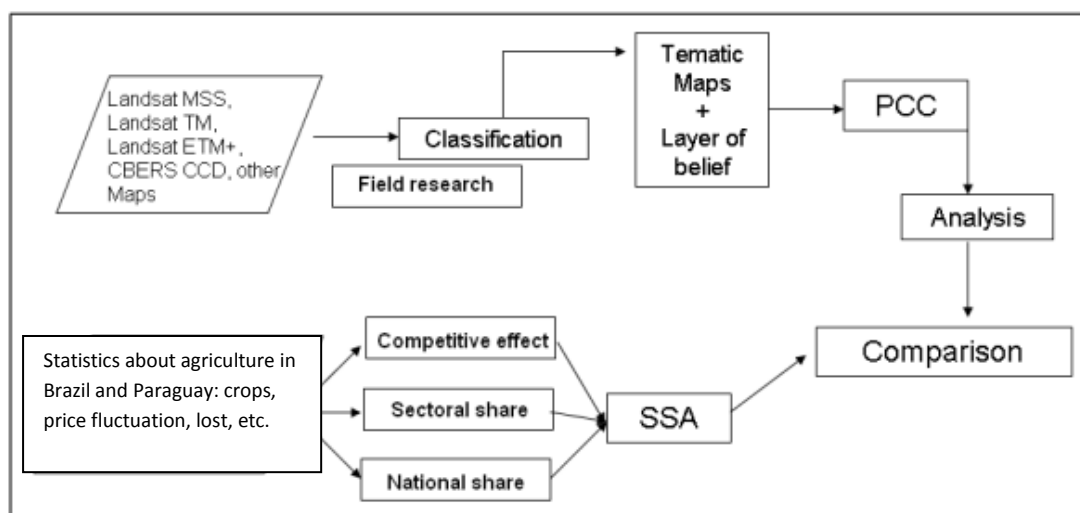 Landsat MSS,
Landsat TM,
Landsat ETM+,
CBERS CCD, other
Maps
Classification
Field research
Tematic
Maps
+
Layer of
belief
PCC
Analysis
Statistics about agriculture in
Brazil and Paraguay: crops,
price fluctuation, lost, etc.
Competitive effect
Sectoral share
National share
SSA
Comparison